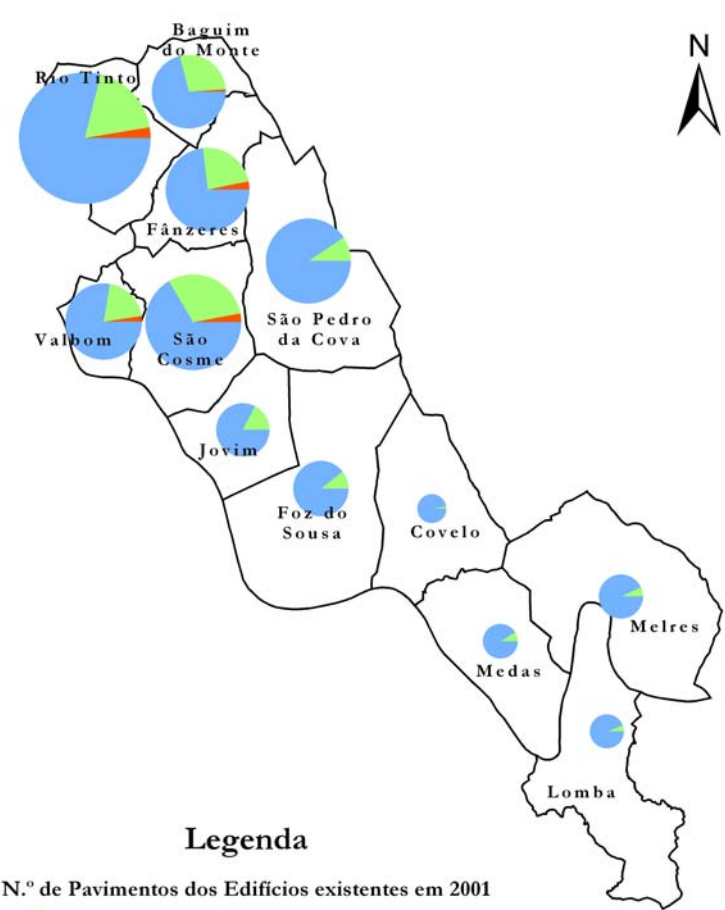 Baguim
do Monte
N
Rio Tinto
Fânzeres
São Pedro
da Cova
Valbom
São
Cosme
Jovim
Foz do
Sousa
Covelo
Melres
Medas
Lomba
Legenda
N.º de Pavimentos dos Edifícios existentes em 2001